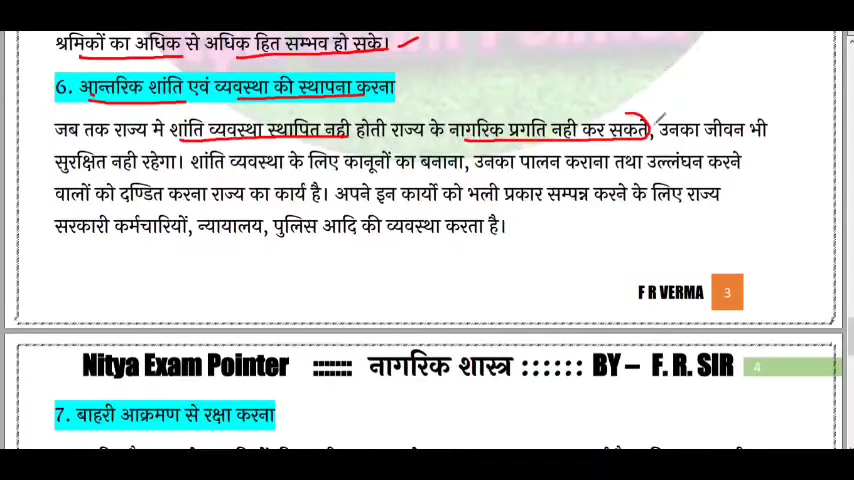 श्रमिकों का अधिक से अधिक हित सम्भव हो सके।
6. आन्तरिक शांति एवं व्यवस्था की स्थापना करना
जब तक राज्य मे शांति व्यवस्था स्थापित नही होती राज्य के नागरिक प्रगति नही कर सकते, उनका जीवन भी
सुरक्षित नही रहेगा। शांति व्यवस्था के लिए कानूनों का बनाना, उनका पालन कराना तथा उल्लंघन करने
वालों को दण्डित करना राज्य का कार्य है। अपने इन कार्यो को भली प्रकार सम्पन्न करने के लिए राज्य
सरकारी कर्मचारियों, न्यायालय, पुलिस आदि की व्यवस्था करता है।
F R VERMA 3
Nitya Exam Pointer :::::: नागरिक शास्त्र :::::: BY – F. R. SIR 4
7. बाहरी आक्रमण से रक्षा करना